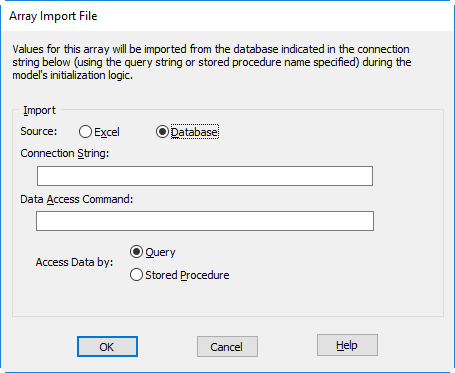 Array Import File
Values for this array will be imported from the database indicated in the connection
string below (using the query string or stored procedure name specified) during the
model's initialization logic.
Import
Source: Excel Database
Connection String:
Data Access Command:
Access Data by: Query
Stored Procedure
OK Cancel Help